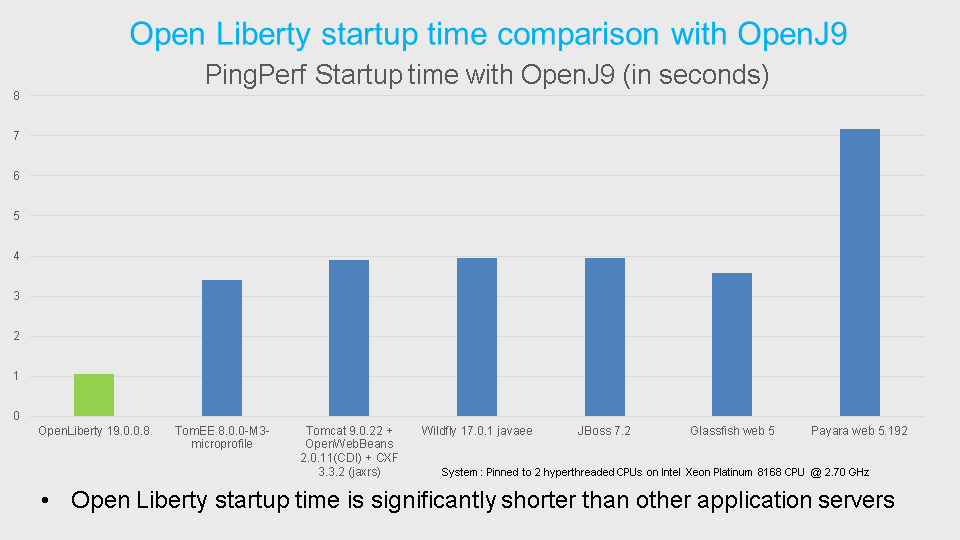 Open Liberty startup time comparison with OpenJ9
PingPerf Startup time with OpenJ9 (in seconds)
8
7
6
5
4
3
2
1
0
OpenLiberty 19.0.0.8
TomEE 8.0.0-M3-
microprofile
Tomcat 9.0.22 +
OpenWebBeans
2.0.11(CDI) + CXF
3.3.2 (jaxrs)
Wildfly 17.0.1 javaee
JBoss 7.2
Glassfish web 5
Payara web 5.192
System : Pinned to 2 hyperthreaded CPUs on Intel Xeon Platinum 8168 CPU @ 2.70 GHz
• Open Liberty startup time is significantly shorter than other application servers